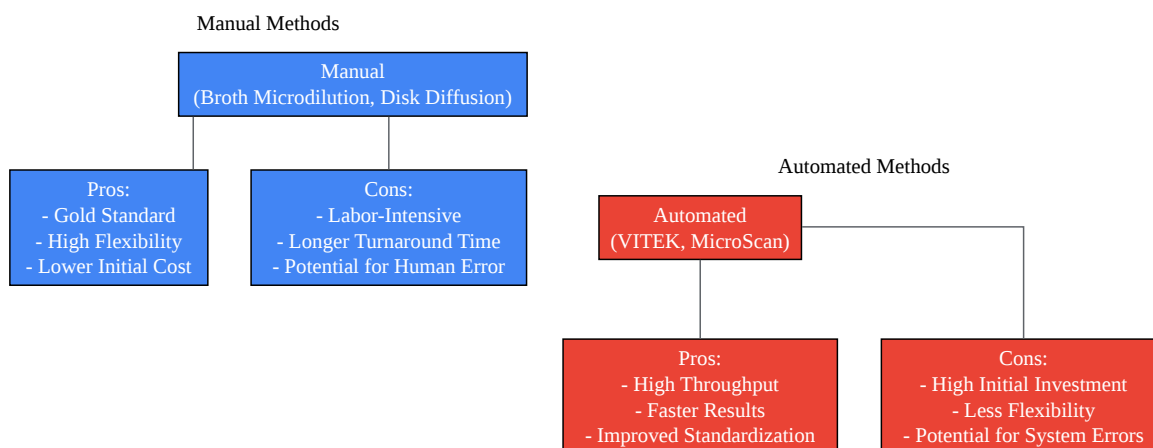 Manual Methods
Manual
(Broth Microdilution, Disk Diffusion)
Pros:
- Gold Standard
- High Flexibility
- Lower Initial Cost
Cons:
- Labor-Intensive
- Longer Turnaround Time
- Potential for Human Error
Automated Methods
Automated
(VITEK, MicroScan)
Pros:
- High Throughput
- Faster Results
- Improved Standardization
Cons:
- High Initial Investment
- Less Flexibility
- Potential for System Errors